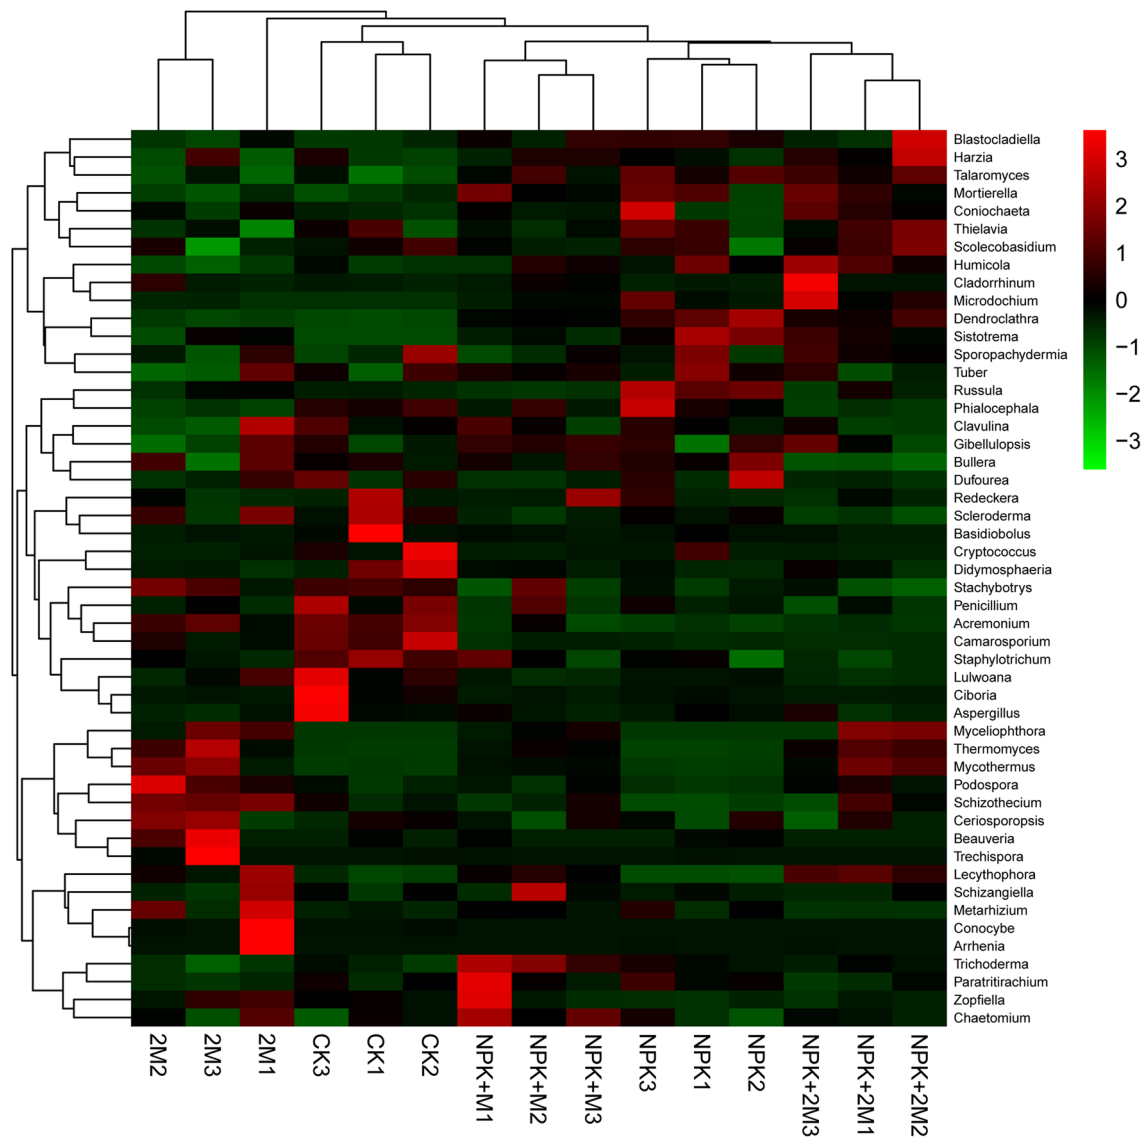 Blastocladiella
Harzia
Talaromyces
Mortierella
Coniochaeta
Thielavia
Scolecobasidium
Humicola
Cladorrhinum
Microdochium
Dendroclathra
Sistotrema
Sporopachydermia
Tuber
Russula
Phialocephala
Clavulina
Gibellulopsis
Bullera
Dufourea
Redeckera
Scleroderma
Basidiobolus
Cryptococcus
Didymosphaeria
Stachybotrys
Penicillium
Acremonium
Camarosporium
Staphylotrichum
Lulwoana
Ciboria
Aspergillus
Myceliophthora
Thermomyces
Mycothermus
Podospora
Schizothecium
Ceriosporopsis
Beauveria
Trechispora
Lecythophora
Schizangiella
Metarhizium
Conocybe
Arrhenia
Trichoderma
Paratritirachium
Zopfiella
Chaetomium
3
2
1
0
−1
−2
−3
2M2
2M3
2M1
CK3
CK1
CK2
NPK+M1
NPK+M2
NPK+M3
NPK3
NPK1
NPK2
NPK+2M3
NPK+2M1
NPK+2M2